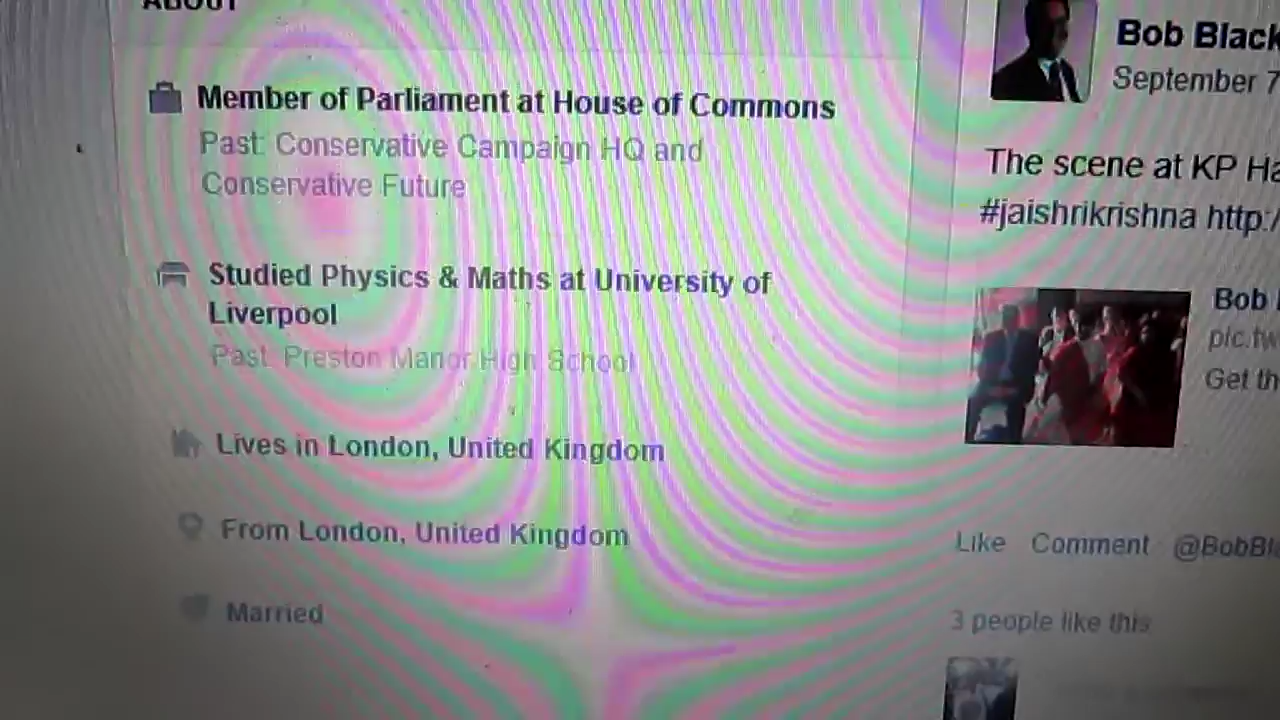 ABOUT
Member of Parliament at House of Commons
Past: Conservative Campaign HQ and
Conservative Future
Studied Physics & Maths at University of
Liverpool
Past: Preston Manor High School
Lives in London, United Kingdom
From London, United Kingdom
Married
Bob Black
September 7
The scene at KP Ha
#jaishrikrishna http:/
Bob
pic.tw
Get th
Like Comment @BobBla
3 people like this